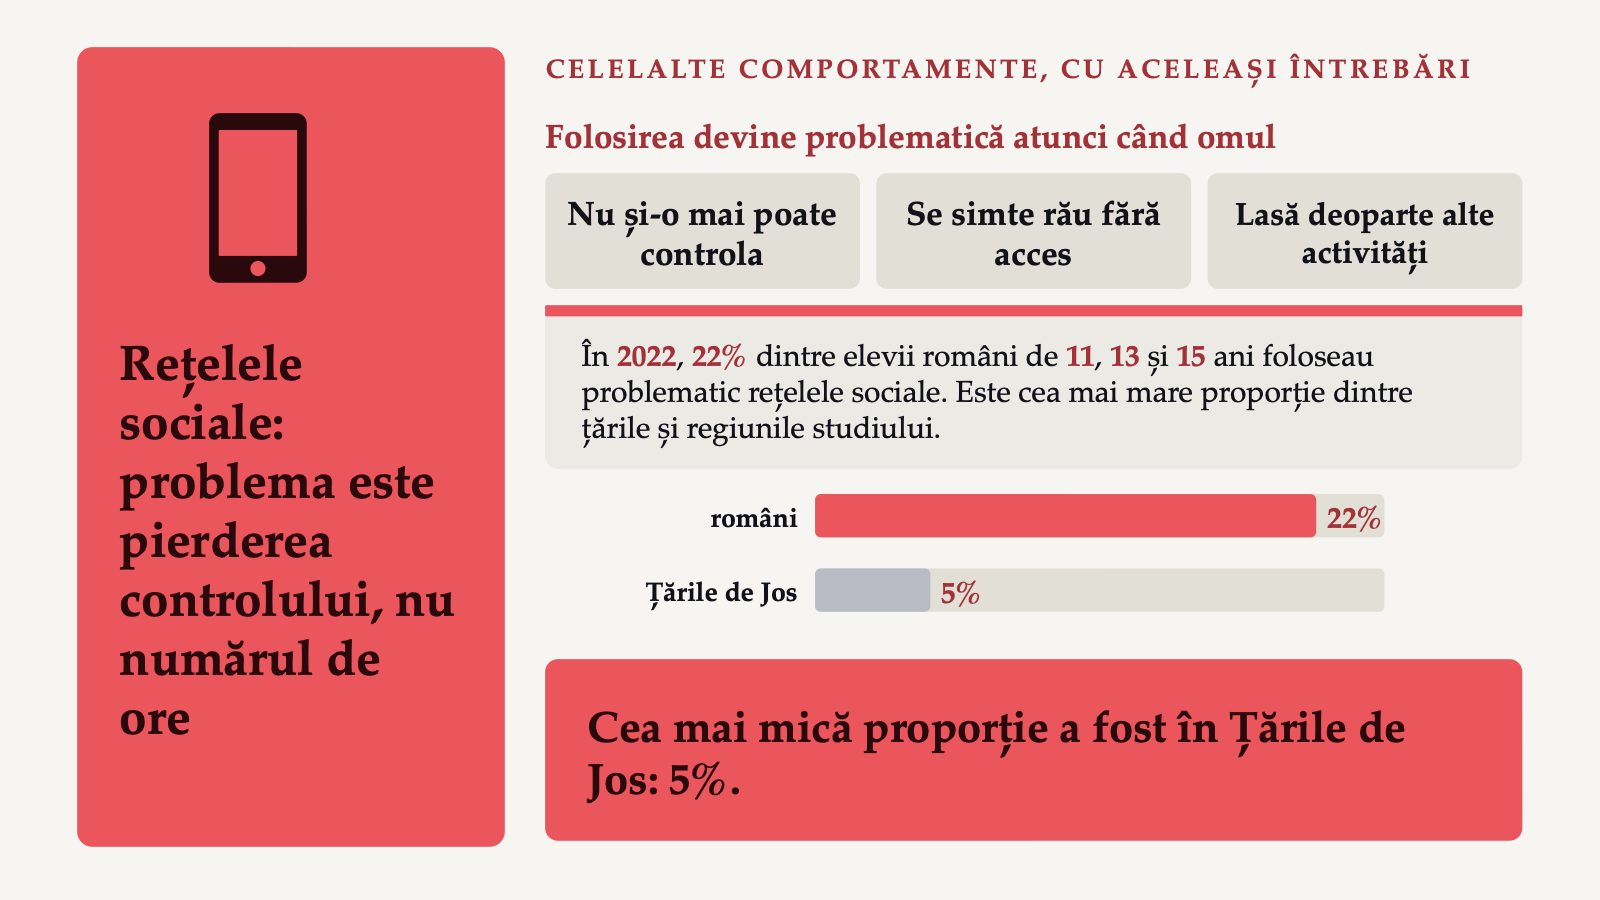 Rețelele
sociale:
problema este
pierderea
controlului, nu
numărul de
ore
CELELALTE COMPORTAMENTE, CU ACELEAȘI ÎNTREBĂRI
Folosirea devine problematică atunci când omul
Nu și-o mai poate
controla
Se simte rău fără
acces
Lasă deoparte alte
activități
În 2022, 22% dintre elevii români de 11, 13 și 15 ani foloseau
problematic rețelele sociale. Este cea mai mare proporție dintre
țările și regiunile studiului.
români 22%
Țările de Jos 5%
Cea mai mică proporție a fost în Țările de
Jos: 5%.